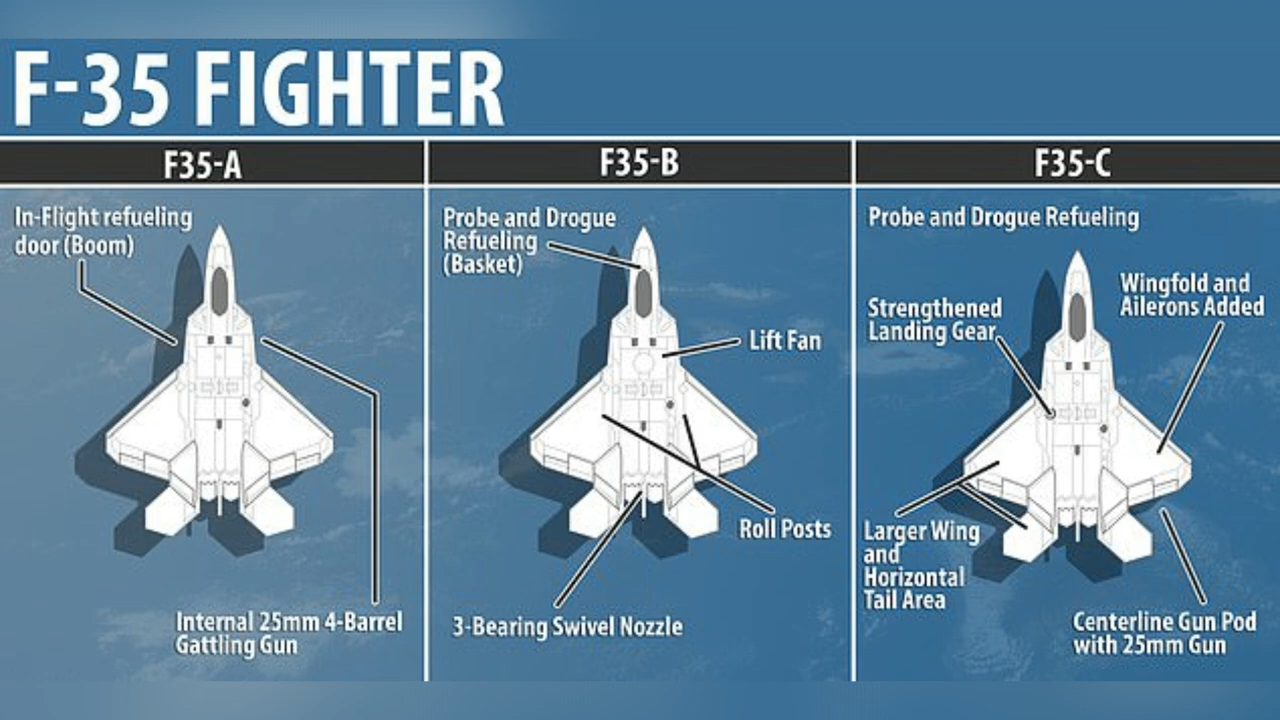 F-35 FIGHTER
F35-A
In-Flight refueling
door (Boom)
Internal 25mm 4-Barrel
Gattling Gun
F35-B
Probe and Drogue
Refueling
(Basket)
Lift Fan
Roll Posts
3-Bearing Swivel Nozzle
F35-C
Probe and Drogue Refueling
Strengthened
Landing Gear
Wingfold and
Ailerons Added
Larger Wing
and
Horizontal
Tail Area
Centerline Gun Pod
with 25mm Gun